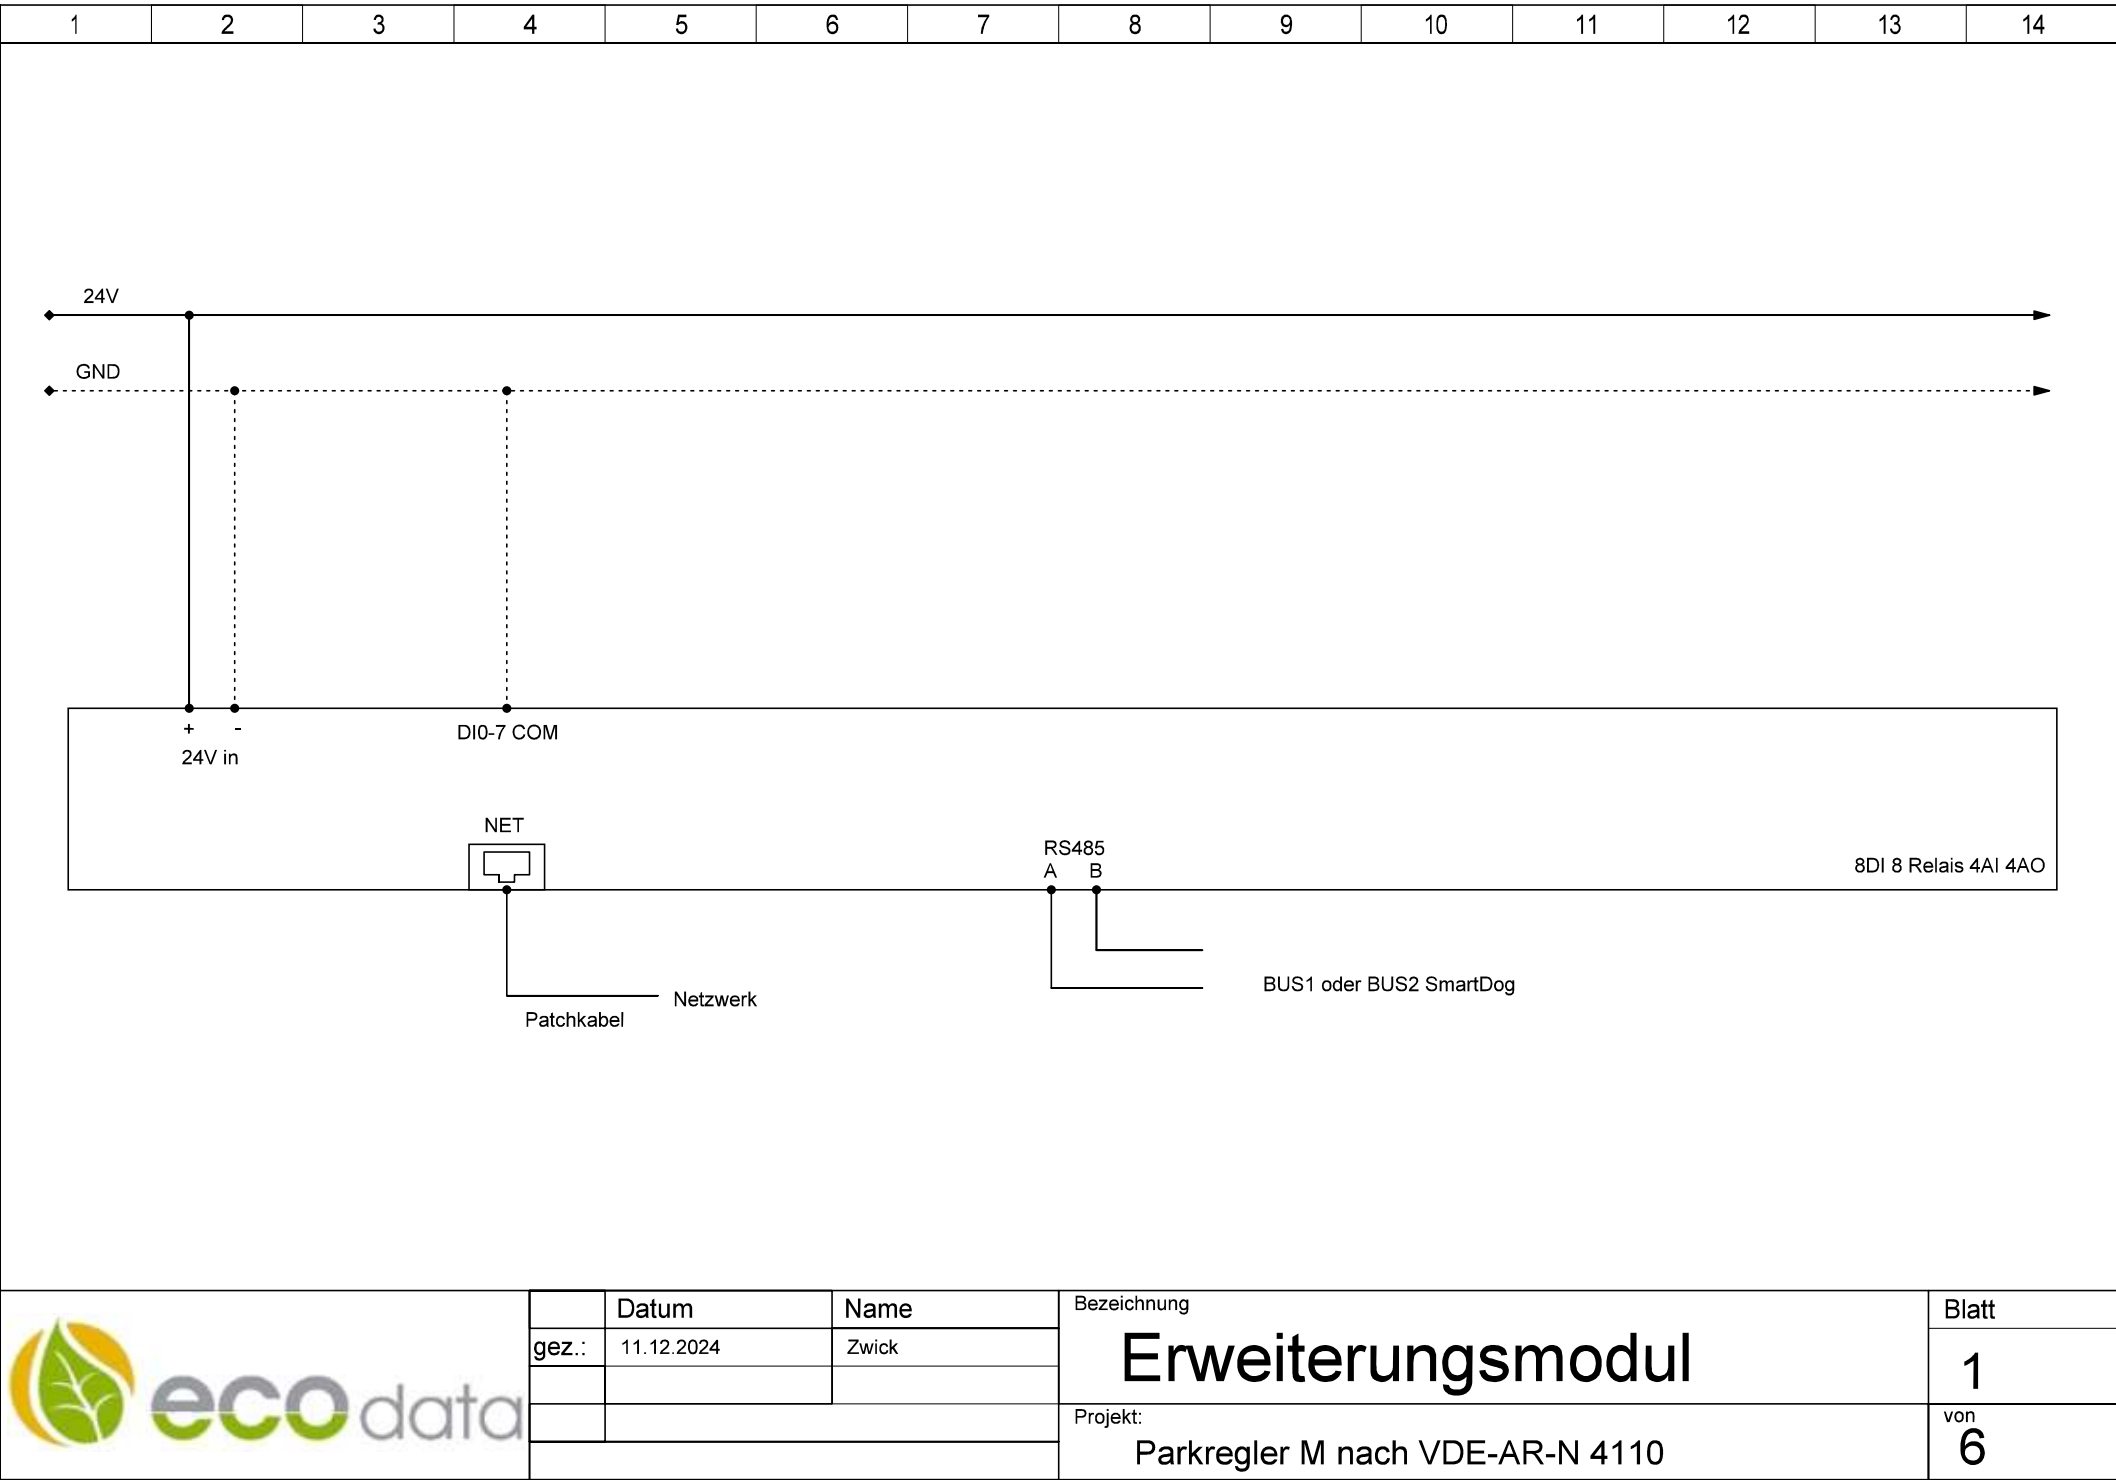 1 2 3 4 5 6 7 8 9 10 11 12 13 14
24V
GND
+ -
24V in
DI0-7 COM
NET
RS485
A B
8DI 8 Relais 4AI 4AO
Netzwerk
Patchkabel
BUS1 oder BUS2 SmartDog
ecodata
Datum Name
gez.: 11.12.2024 Zwick
Bezeichnung
Erweiterungsmodul
Projekt:
Parkregler M nach VDE-AR-N 4110
Blatt
1
von
6